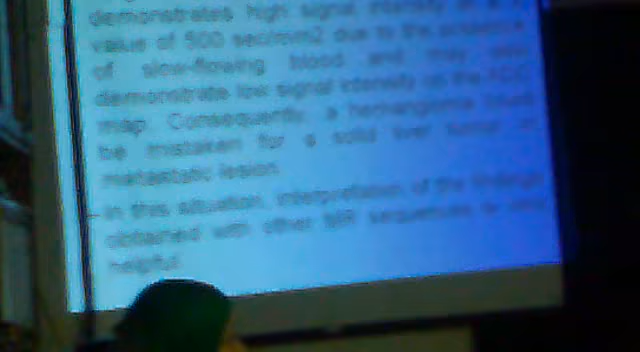 demonstrates high signal intensity at a
value of 500 sec/mm2 due to the
of slow-flowing blood and may also
demonstrate low signal intensity on the ADC
map. Consequently, a hemangioma could
be mistaken for a solid liver tumor or
metastatic lesion.
In this situation, interpretation of the findings
obtained with other MR sequences is
helpful.